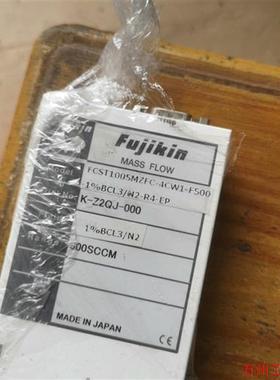 Fujikin
MASS FLOW
FCST1005MZFC-4CW1-F500
1%BCL3/N2-R4-EP
K-Z2QJ-000
1%BCL3/N2
500SCCM
MADE IN JAPAN
CE